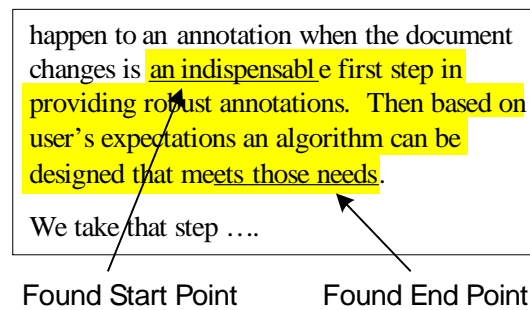 happen to an annotation when the document
changes is an indispensable first step in
providing robust annotations. Then based on
user's expectations an algorithm can be
designed that meets those needs.
We take that step ....
Found Start Point Found End Point